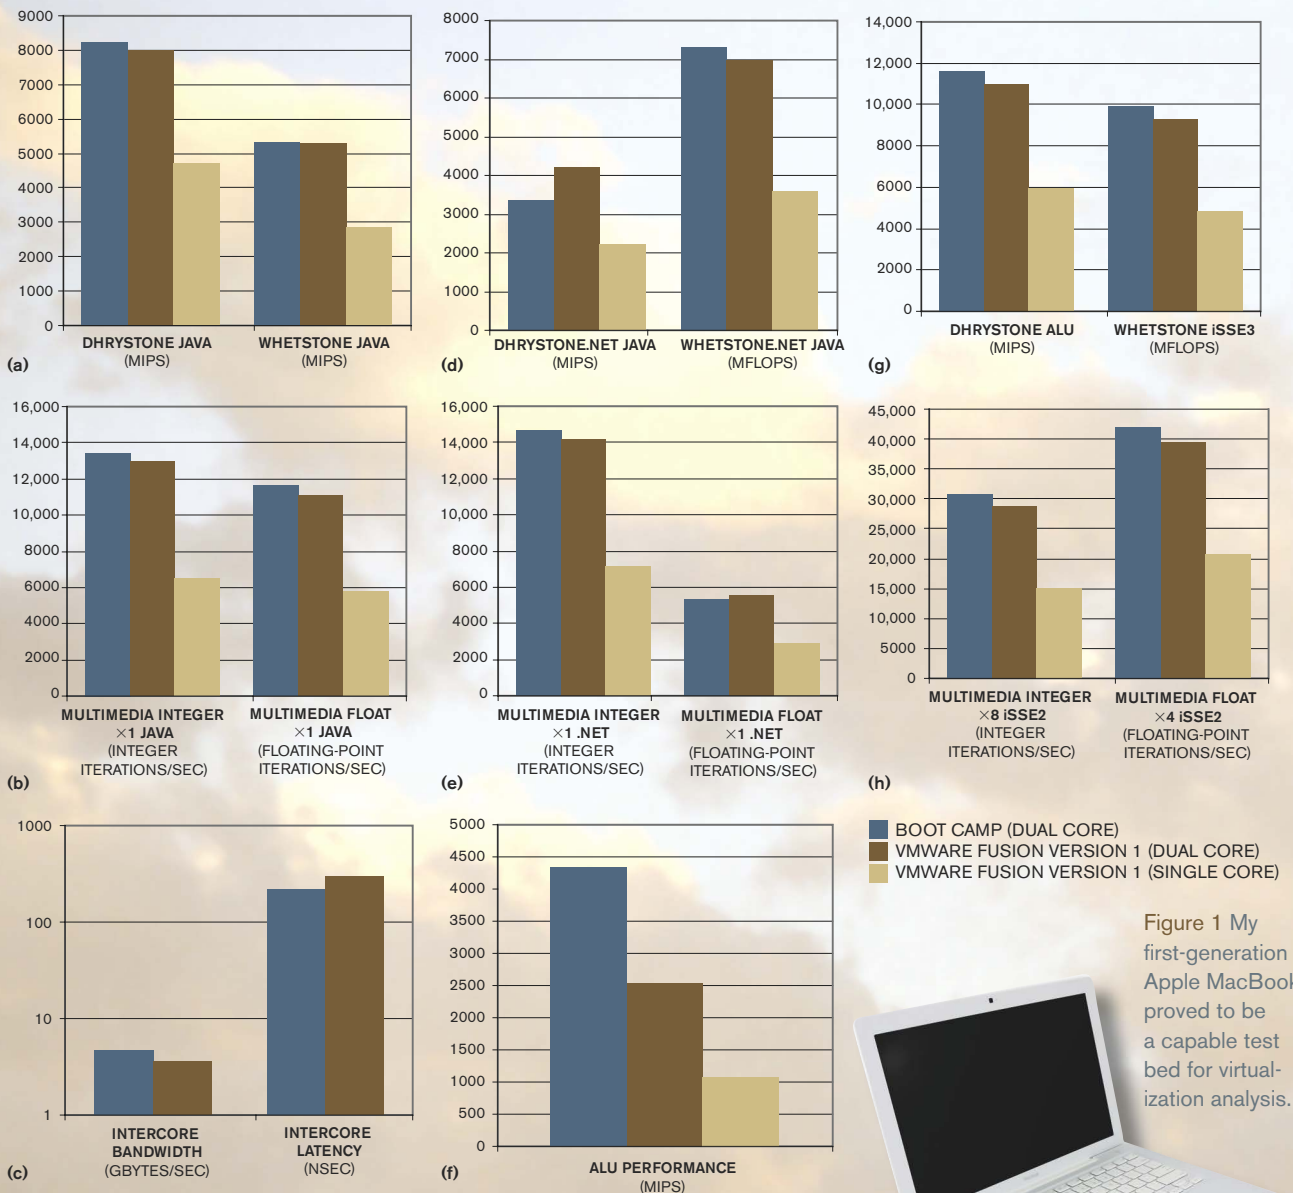 9000
8000
7000
6000
5000
4000
3000
2000
1000
0
DHRYSTONE JAVA
(MIPS)
WHETSTONE JAVA
(MIPS)
(a)
8000
7000
6000
5000
4000
3000
2000
1000
0
DHRYSTONE.NET JAVA
(MIPS)
WHETSTONE.NET JAVA
(MFLOPS)
(d)
14,000
12,000
10,000
8000
6000
4000
2000
0
DHRYSTONE ALU
(MIPS)
WHETSTONE iSSE3
(MFLOPS)
(g)
16,000
14,000
12,000
10,000
8000
6000
4000
2000
0
MULTIMEDIA INTEGER
×1 JAVA
(INTEGER
ITERATIONS/SEC)
MULTIMEDIA FLOAT
×1 JAVA
(FLOATING-POINT
ITERATIONS/SEC)
(b)
16,000
14,000
12,000
10,000
8000
6000
4000
2000
0
MULTIMEDIA INTEGER
×1 .NET
(INTEGER
ITERATIONS/SEC)
MULTIMEDIA FLOAT
×1 .NET
(FLOATING-POINT
ITERATIONS/SEC)
(e)
45,000
40,000
35,000
30,000
25,000
20,000
15,000
10,000
5000
0
MULTIMEDIA INTEGER
×8 iSSE2
(INTEGER
ITERATIONS/SEC)
MULTIMEDIA FLOAT
×4 iSSE2
(FLOATING-POINT
ITERATIONS/SEC)
(h)
1000
100
10
1
INTERCORE
BANDWIDTH
(GBYTES/SEC)
INTERCORE
LATENCY
(NSEC)
(c)
5000
4500
4000
3500
3000
2500
2000
1500
1000
500
0
ALU PERFORMANCE
(MIPS)
(f)
BOOT CAMP (DUAL CORE)
VMWARE FUSION VERSION 1 (DUAL CORE)
VMWARE FUSION VERSION 1 (SINGLE CORE)
Figure 1 My
first-generation
Apple MacBook
proved to be
a capable test
bed for virtual-
ization analysis.